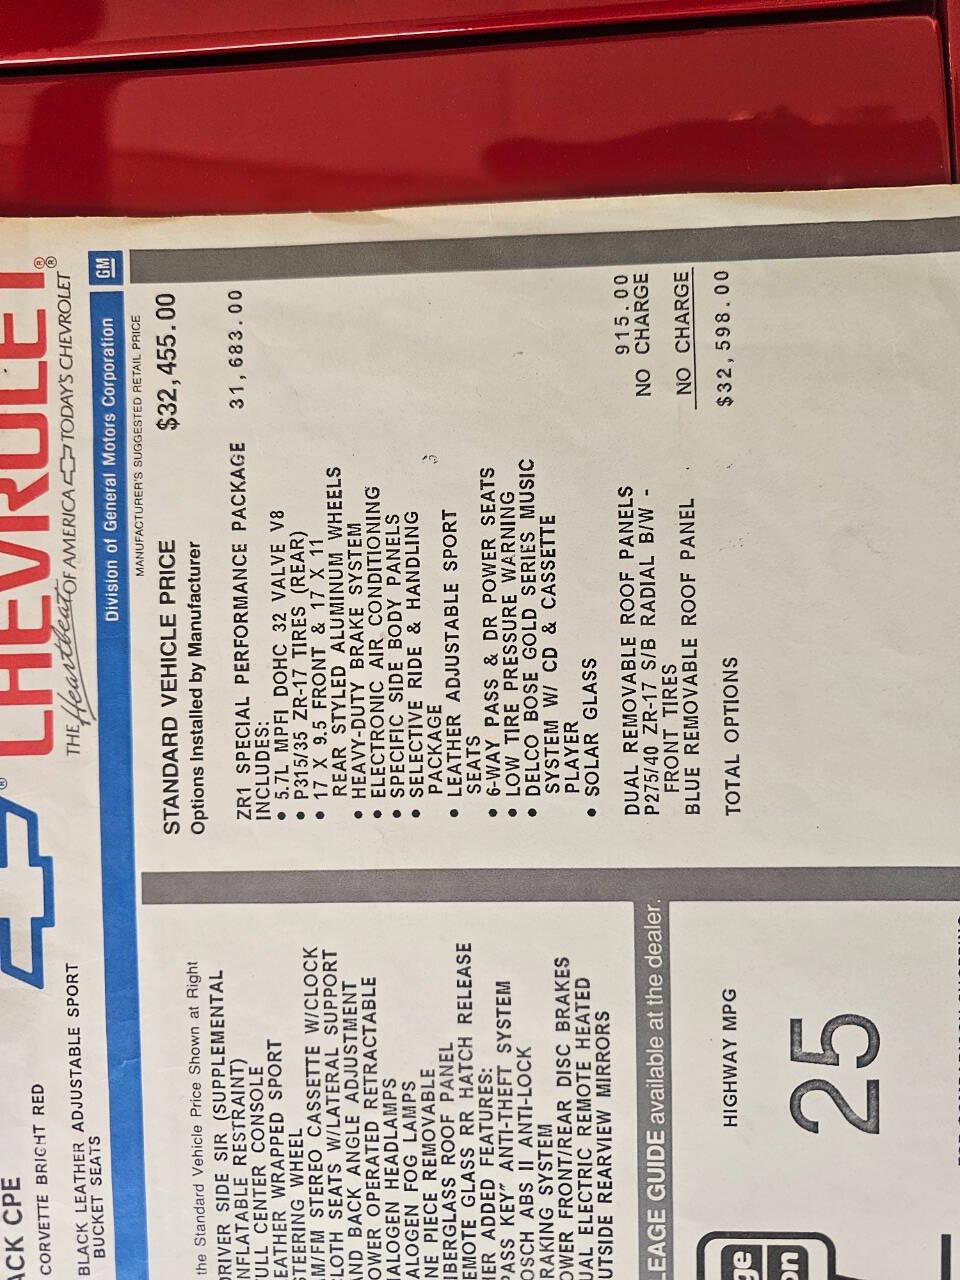 CHEVROLET
THE Heartbeat OF AMERICA TODAY'S CHEVROLET
Division of General Motors Corporation GM
CPE
CORVETTE BRIGHT RED
BLACK LEATHER ADJUSTABLE SPORT
BUCKET SEATS
MANUFACTURER'S SUGGESTED RETAIL PRICE
STANDARD VEHICLE PRICE $32,455.00
Options Installed by Manufacturer
ZR1 SPECIAL PERFORMANCE PACKAGE 31,683.00
INCLUDES:
• 5.7L MPFI DOHC 32 VALVE V8
• P315/35 ZR-17 TIRES (REAR)
• 17 X 9.5 FRONT & 17 X 11
REAR STYLED ALUMINUM WHEELS
• HEAVY-DUTY BRAKE SYSTEM
• ELECTRONIC AIR CONDITIONING
• SPECIFIC SIDE BODY PANELS
• SELECTIVE RIDE & HANDLING
PACKAGE
• LEATHER ADJUSTABLE SPORT
SEATS
• 6-WAY PASS & DR POWER SEATS
• LOW TIRE PRESSURE WARNING
• DELCO BOSE GOLD SERIES MUSIC
SYSTEM W/ CD & CASSETTE
PLAYER
• SOLAR GLASS
DUAL REMOVABLE ROOF PANELS 915.00
P275/40 ZR-17 S/B RADIAL B/W - NO CHARGE
FRONT TIRES
BLUE REMOVABLE ROOF PANEL NO CHARGE
TOTAL OPTIONS $32,598.00
the Standard Vehicle Price Shown at Right
DRIVER SIDE SIR (SUPPLEMENTAL
INFLATABLE RESTRAINT)
FULL CENTER CONSOLE
LEATHER WRAPPED SPORT
STEERING WHEEL
AM/FM STEREO CASSETTE W/CLOCK
CLOTH SEATS W/LATERAL SUPPORT
AND BACK ANGLE ADJUSTMENT
POWER OPERATED RETRACTABLE
HALOGEN HEADLAMPS
HALOGEN FOG LAMPS
ONE PIECE REMOVABLE
FIBERGLASS ROOF PANEL
REMOTE GLASS RR HATCH RELEASE
HER ADDED FEATURES:
PASS KEY" ANTI-THEFT SYSTEM
BOSCH ABS II ANTI-LOCK
BRAKING SYSTEM
POWER FRONT/REAR DISC BRAKES
DUAL ELECTRIC REMOTE HEATED
OUTSIDE REARVIEW MIRRORS
LEAGE GUIDE available at the dealer.
HIGHWAY MPG
25